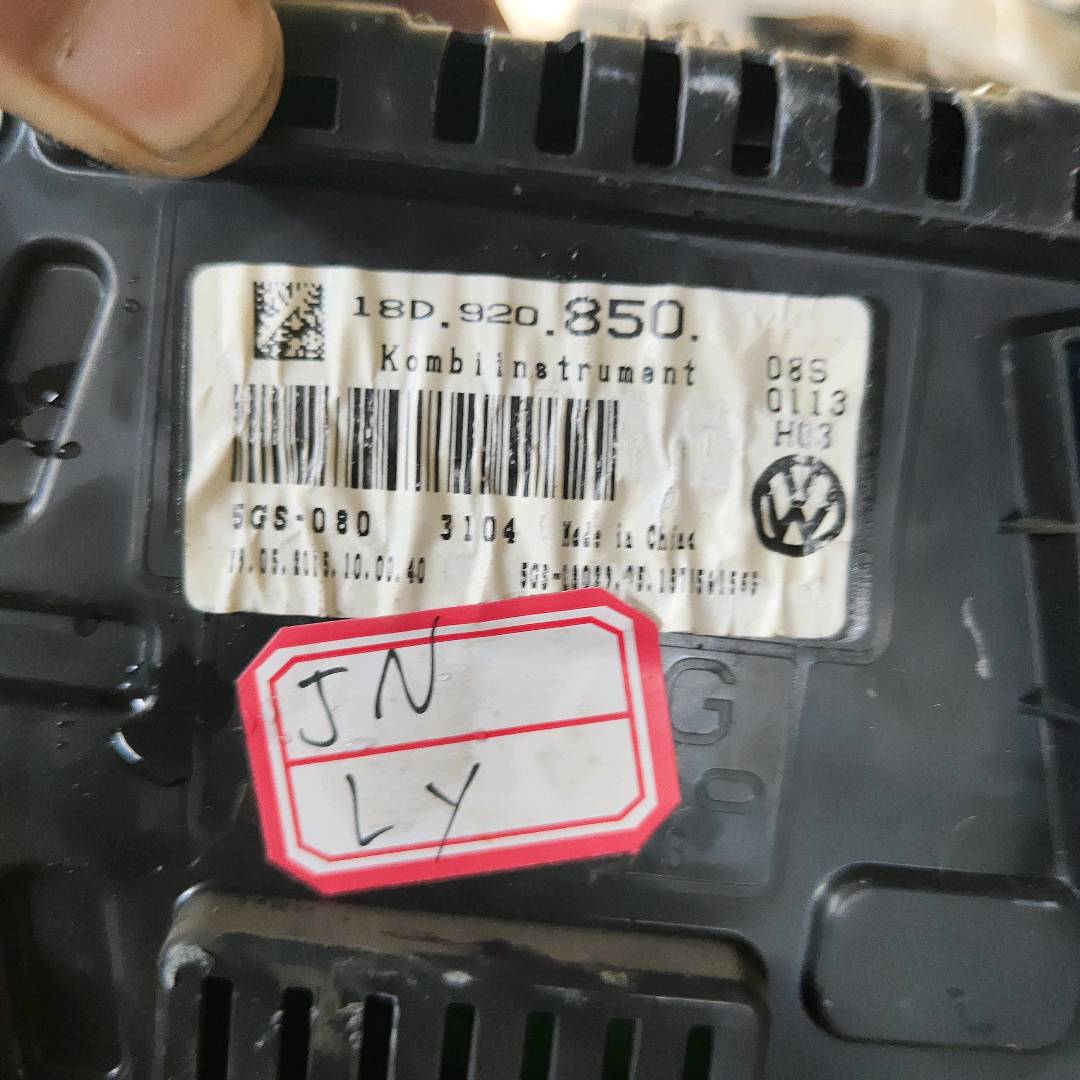 18D.920.850.
Kombiinstrument
08S
0113
H03
5GS-080 3104 Made in China
JN
LY
G